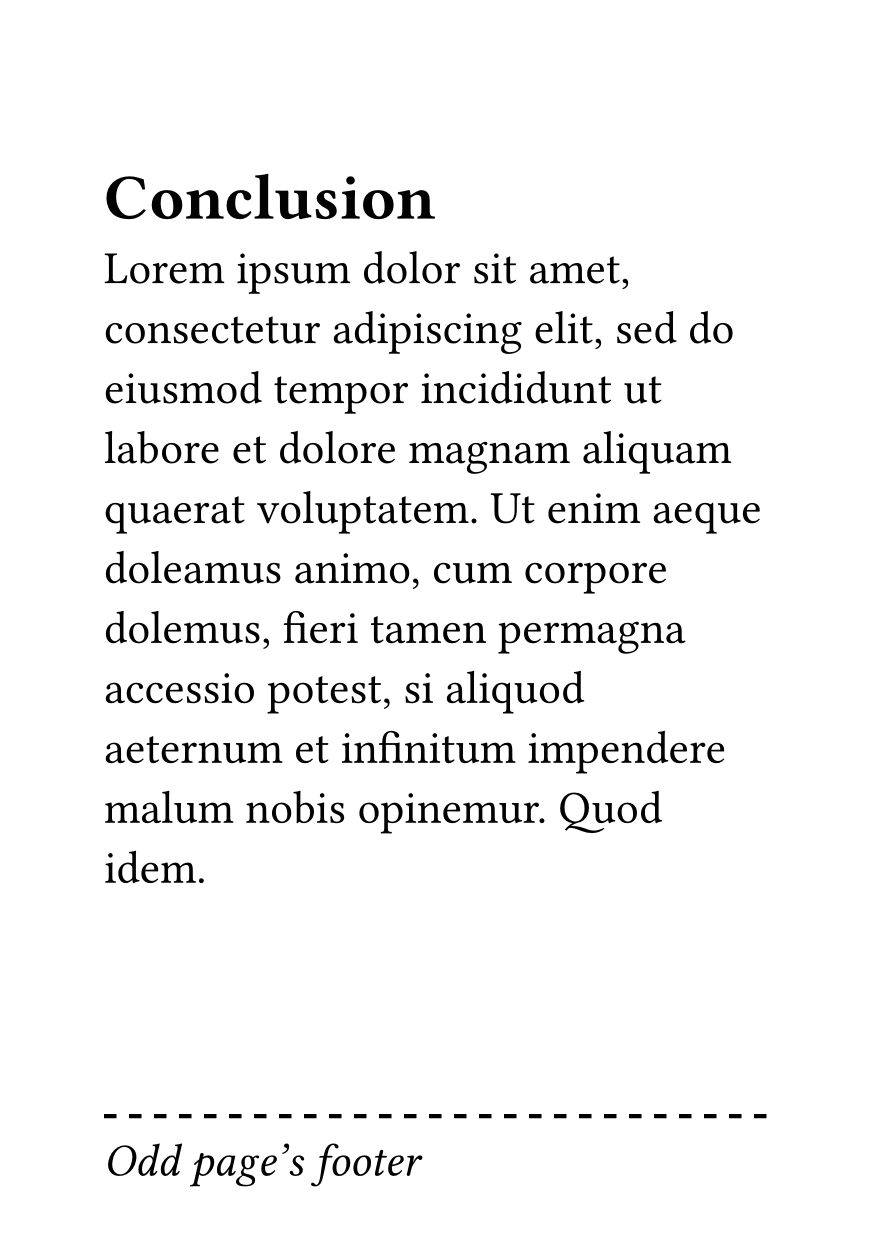 Conclusion
Lorem ipsum dolor sit amet,
consectetur adipiscing elit, sed do
eiusmod tempor incididunt ut
labore et dolore magnam aliquam
quaerat voluptatem. Ut enim aeque
doleamus animo, cum corpore
dolemus, fieri tamen permagna
accessio potest, si aliquod
aeternum et infinitum impendere
malum nobis opinemur. Quod
idem.
Odd page’s footer